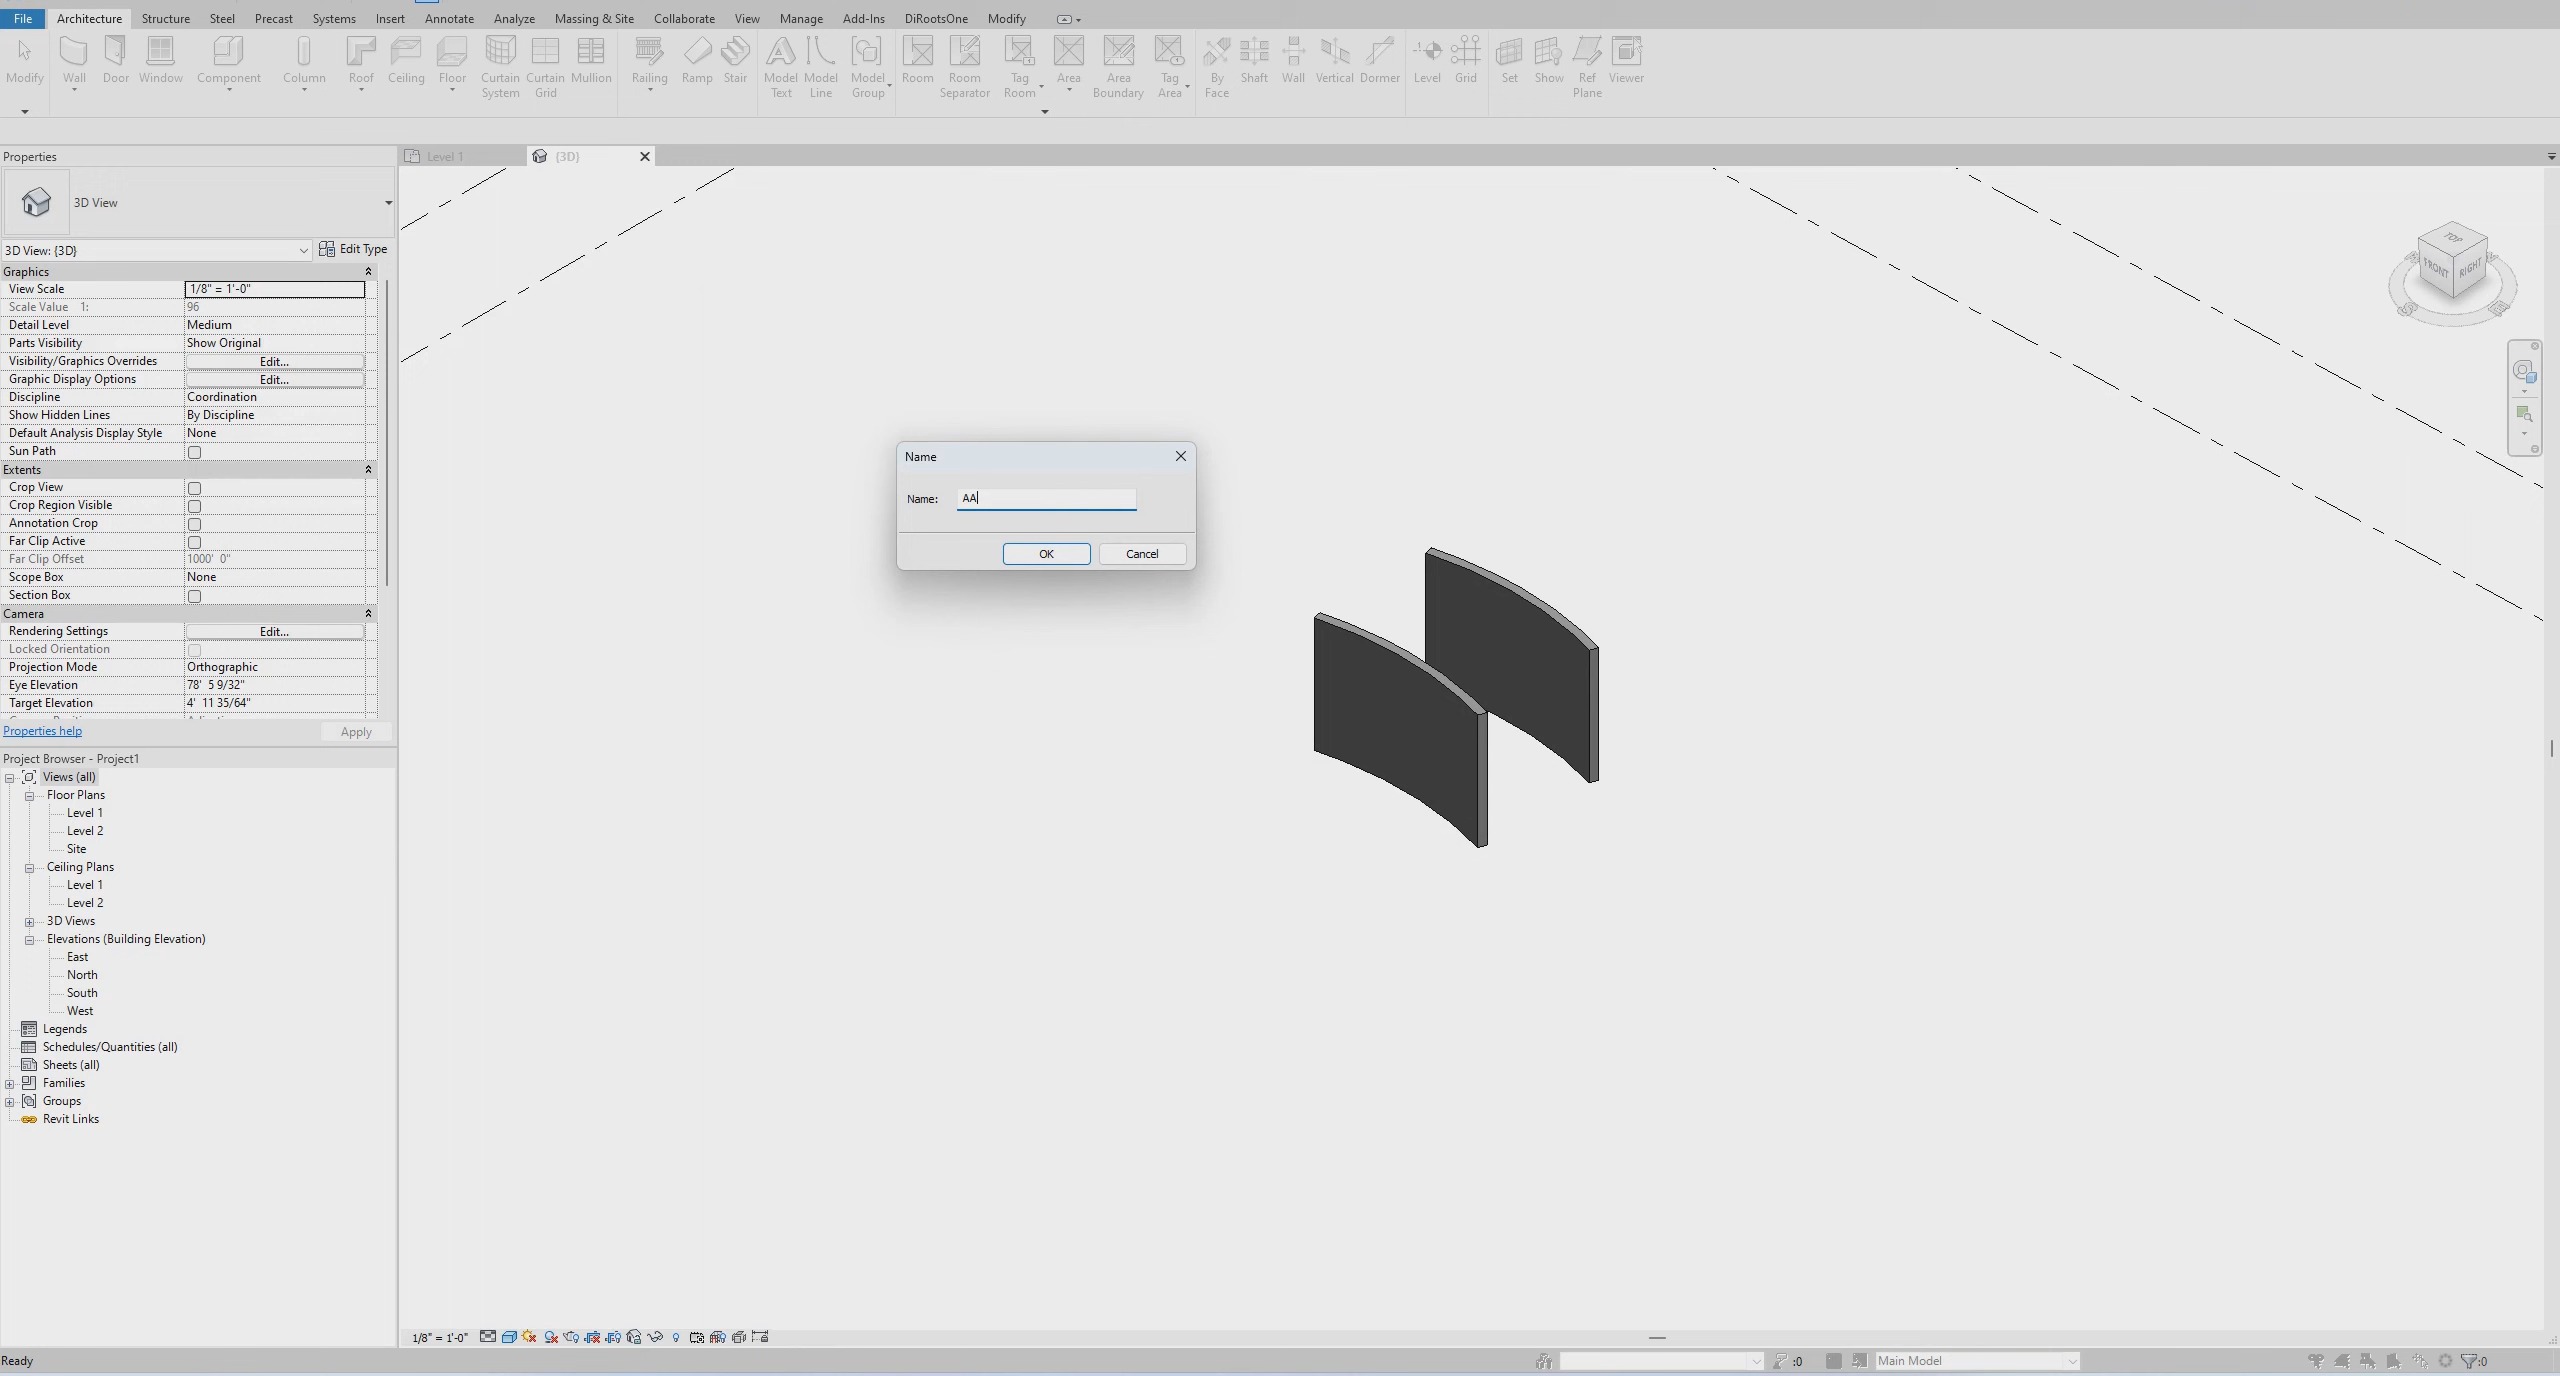 File Architecture Structure Steel Precast Systems Insert Annotate Analyze Massing & Site Collaborate View Manage Add-Ins DiRootsOne Modify
Modify Wall Door Window Component Column Roof Ceiling Floor Curtain System Curtain Grid Mullion Railing Ramp Stair Model Text Model Line Model Group Room Room Separator Tag Room Area Area Boundary Tag Area By Face Shaft Wall Vertical Dormer Level Grid Set Show Ref Plane Viewer
Properties
Level 1
{3D}
3D View
3D View: {3D}
Edit Type
Graphics
View Scale 1/8" = 1'-0"
Scale Value 1: 96
Detail Level Medium
Parts Visibility Show Original
Visibility/Graphics Overrides Edit...
Graphic Display Options Edit...
Discipline Coordination
Show Hidden Lines By Discipline
Default Analysis Display Style None
Sun Path
Extents
Crop View
Crop Region Visible
Annotation Crop
Far Clip Active
Far Clip Offset 1000' 0"
Scope Box None
Section Box
Camera
Rendering Settings Edit...
Locked Orientation
Projection Mode Orthographic
Eye Elevation 78' 5 9/32"
Target Elevation 4' 11 35/64"
Properties help
Apply
Project Browser - Project1
Views (all)
Floor Plans
Level 1
Level 2
Site
Ceiling Plans
Level 1
Level 2
3D Views
Elevations (Building Elevation)
East
North
South
West
Legends
Schedules/Quantities (all)
Sheets (all)
Families
Groups
Revit Links
Name
Name: AA
OK Cancel
TOP
FRONT
RIGHT
1/8" = 1'-0"
Ready
:0
Main Model
:0